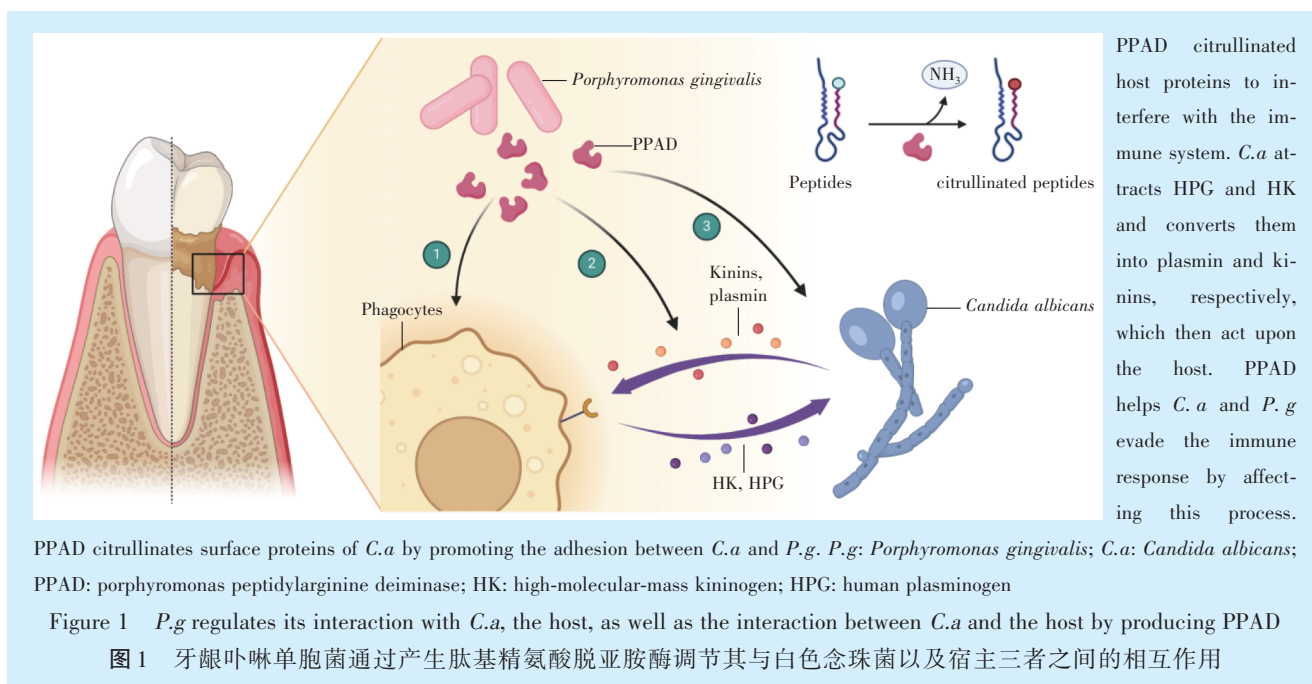 Porphyromonas gingivalis
PPAD
NH3
Peptides
citrullinated peptides
1
2
3
Phagocytes
Kinins,
plasmin
Candida albicans
HK, HPG
PPAD citrullinated
host proteins to in-
terfere with the im-
mune system. C.a at-
tracts HPG and HK
and converts them
into plasmin and ki-
nins, respectively,
which then act upon
the host. PPAD
helps C. a and P. g
evade the immune
response by affect-
ing this process.
PPAD citrullinates surface proteins of C.a by promoting the adhesion between C.a and P.g. P.g: Porphyromonas gingivalis; C.a: Candida albicans;
PPAD: porphyromonas peptidylarginine deiminase; HK: high-molecular-mass kininogen; HPG: human plasminogen
Figure 1 P.g regulates its interaction with C.a, the host, as well as the interaction between C.a and the host by producing PPAD
图1 牙龈卟啉单胞菌通过产生肽基精氨酸脱亚胺酶调节其与白色念珠菌以及宿主三者之间的相互作用